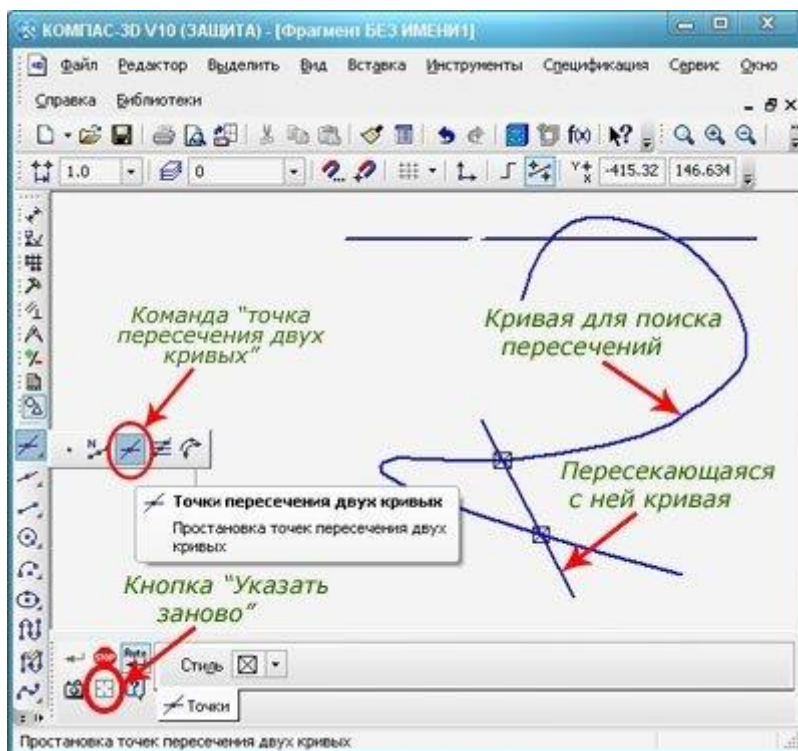 КОМПАС-3D V10 (ЗАЩИТА) - [Фрагмент БЕЗ ИМЕНИ1]
Файл Редактор Выделить Вид Вставка Инструменты Спецификация Сервис Окно
Справка Библиотеки
f(x)
1.0 0 -415.32 146.634
Команда "точка
пересечения двух
кривых"
Кривая для поиска
пересечений
Точки пересечения двух кривых
Простановка точек пересечения двух
кривых
Пересекающаяся
с ней кривая
Кнопка "Указать
заново"
STOP Auto
Стиль
Точки
Простановка точек пересечения двух кривых